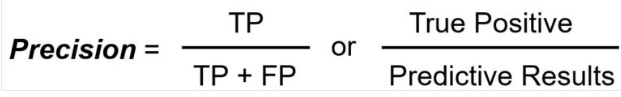 Precision = TP / TP + FP or True Positive / Predictive Results